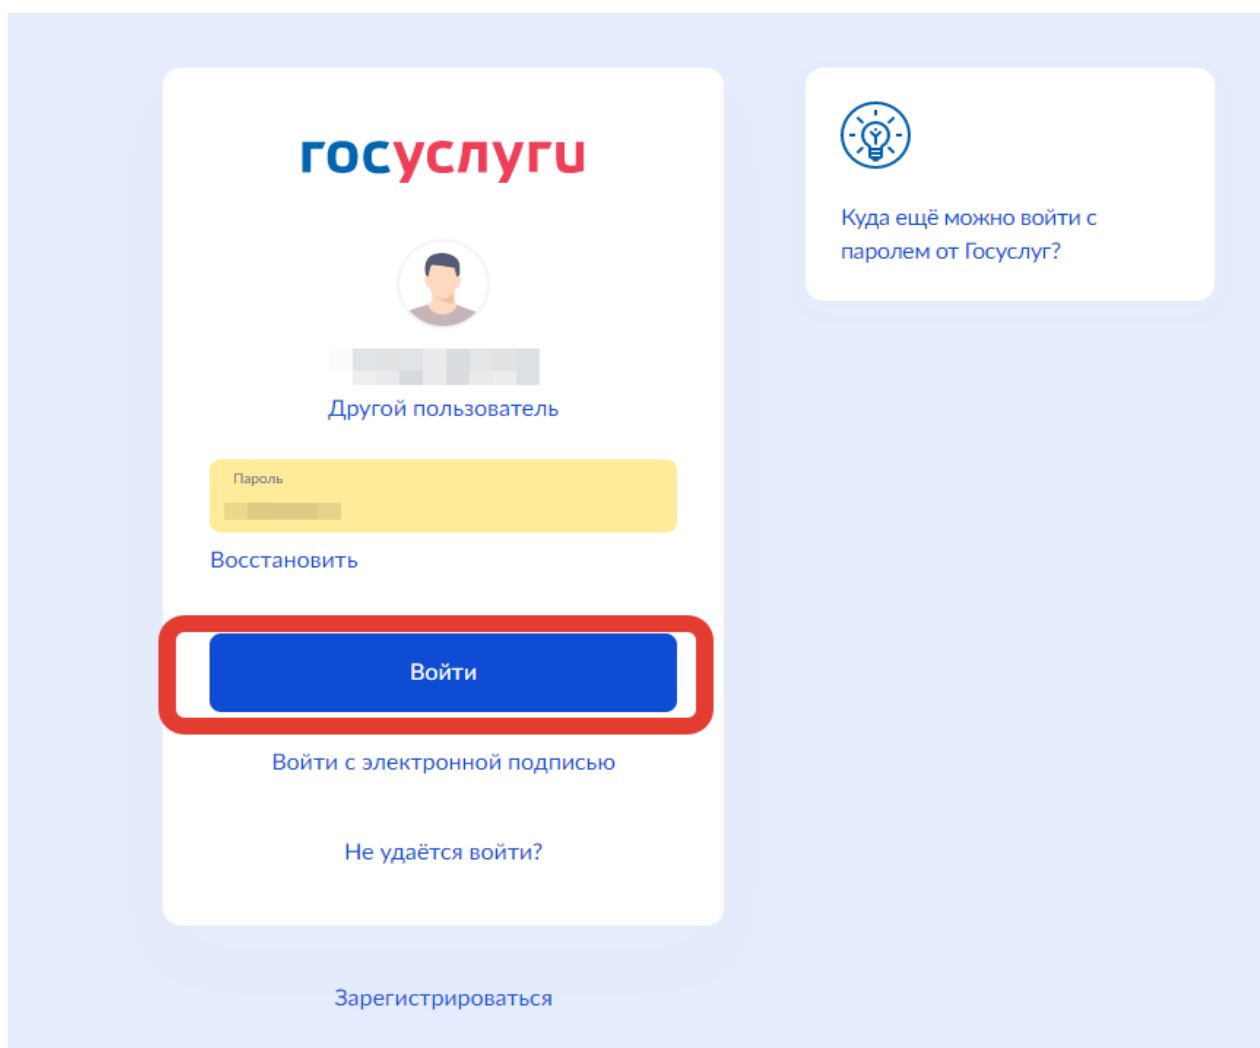 госуслуги
Другой пользователь
Пароль
Восстановить
Войти
Войти с электронной подписью
Не удаётся войти?
Зарегистрироваться
Куда ещё можно войти с
паролем от Госуслуг?